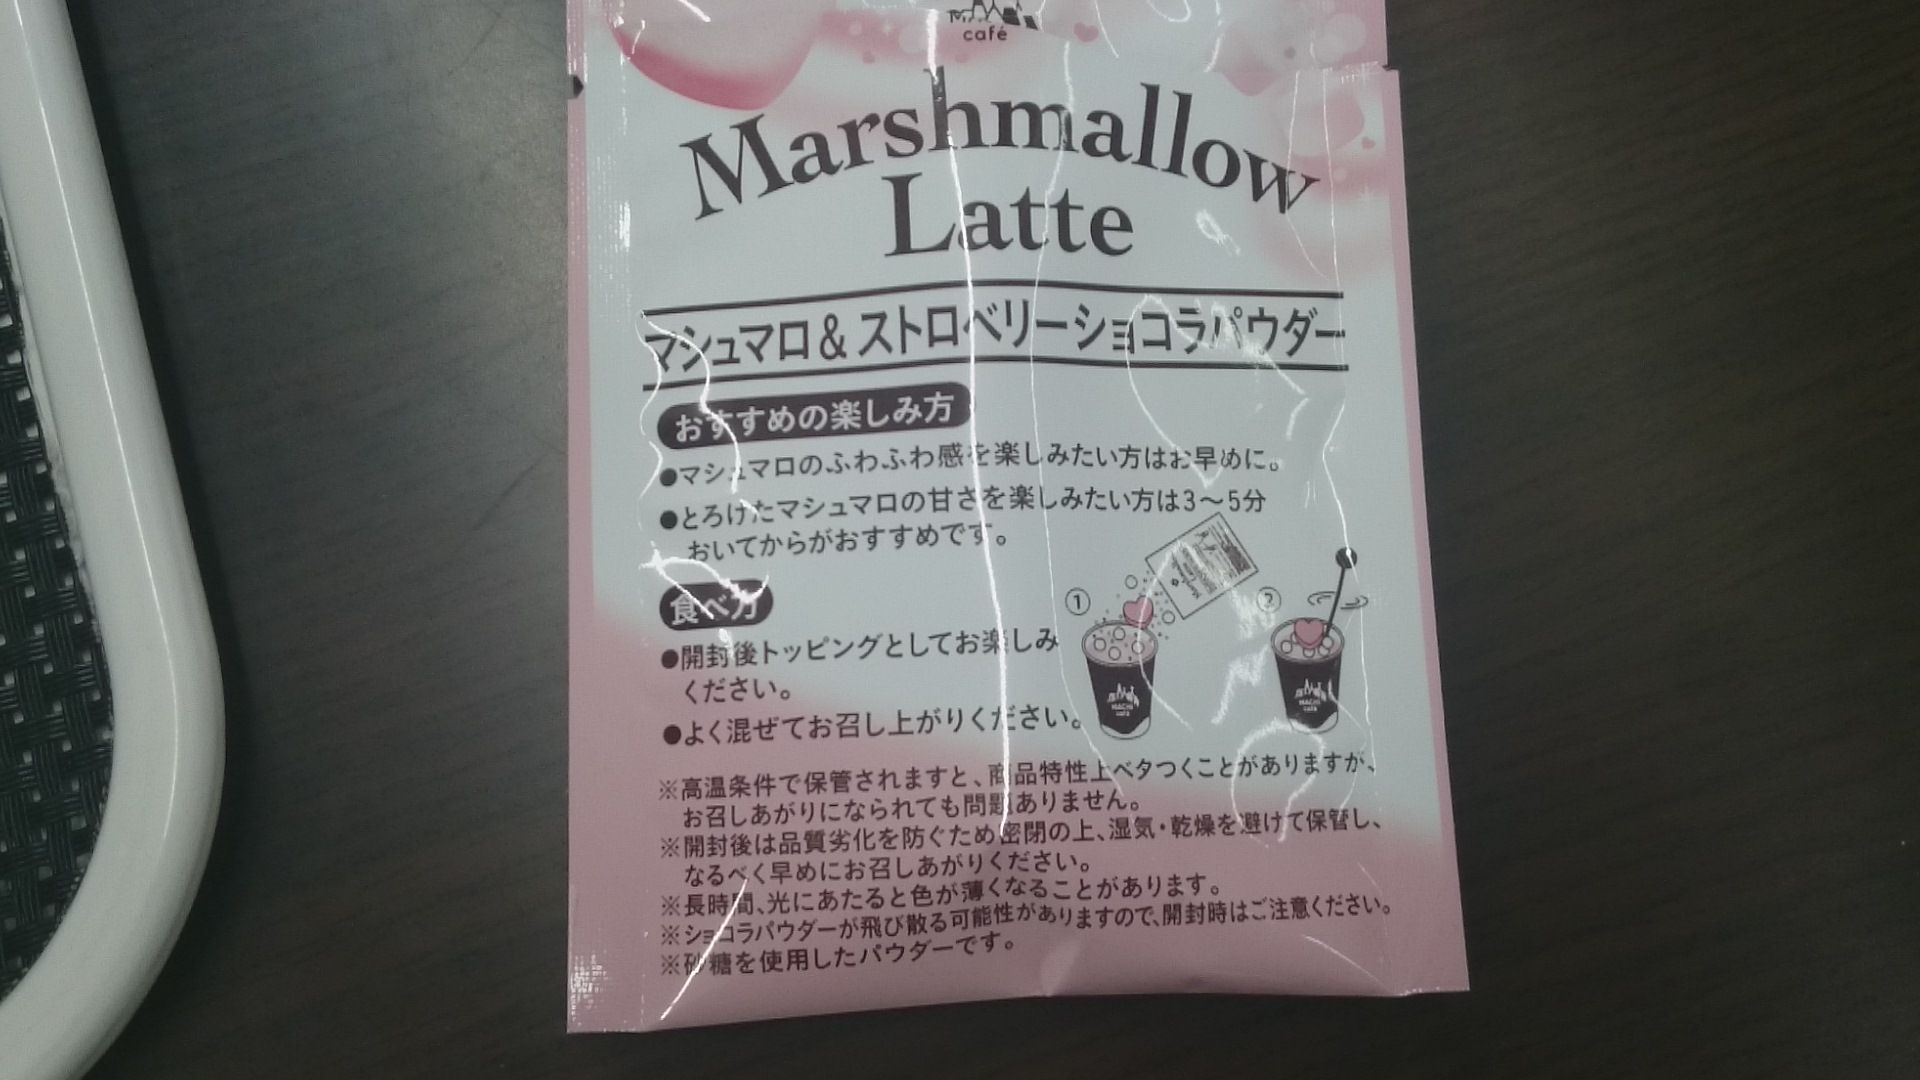 café
Marshmallow
Latte
マシュマロ&ストロベリーショコラパウダー
おすすめの楽しみ方
●マシュマロのふわふわ感を楽しみたい方はお早めに。
●とろけたマシュマロの甘さを楽しみたい方は3〜5分
おいてからがおすすめです。
① ②
食べ方
●開封後トッピングとしてお楽しみ
ください。
●よく混ぜてお召し上がりください。
MACHI
café
MACHI
café
※高温条件で保管されますと、商品特性上ベタつくことがありますが、
お召しあがりになられても問題ありません。
※開封後は品質劣化を防ぐため密閉の上、湿気・乾燥を避けて保管し、
なるべく早めにお召しあがりください。
※長時間、光にあたると色が薄くなることがあります。
※ショコラパウダーが飛び散る可能性がありますので、開封時はご注意ください。
※砂糖を使用したパウダーです。